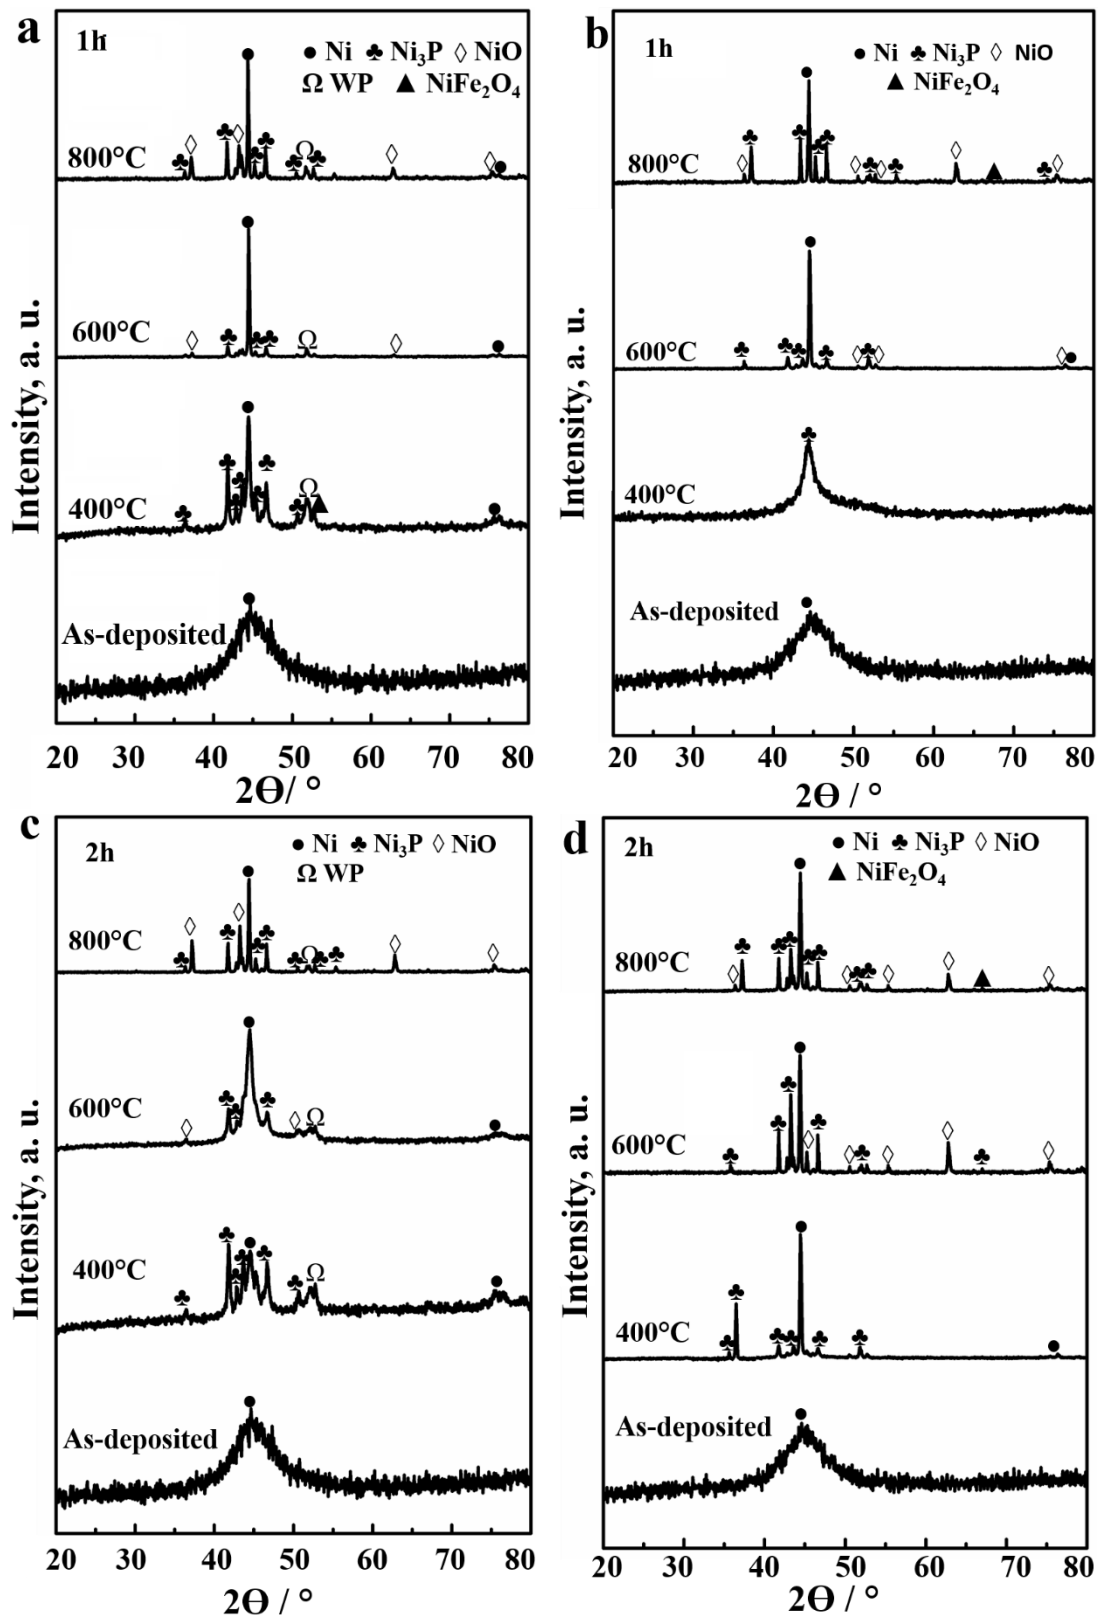 a
1h
● Ni ♣ Ni₃P ◊ NiO
Ω WP ▲ NiFe₂O₄
800°C
Ω
600°C
Ω
400°C
Ω
As-deposited
Intensity, a. u.
20 30 40 50 60 70 80
2Θ/ °
b
1h
● Ni ♣ Ni₃P ◊ NiO
▲ NiFe₂O₄
800°C
600°C
400°C
As-deposited
Intensity, a. u.
20 30 40 50 60 70 80
2Θ / °
c
2h
● Ni ♣ Ni₃P ◊ NiO
Ω WP
800°C
Ω
600°C
Ω
400°C
Ω
As-deposited
Intensity, a. u.
20 30 40 50 60 70 80
2Θ / °
d
2h
● Ni ♣ Ni₃P ◊ NiO
▲ NiFe₂O₄
800°C
600°C
400°C
As-deposited
Intensity, a. u.
20 30 40 50 60 70 80
2Θ / °